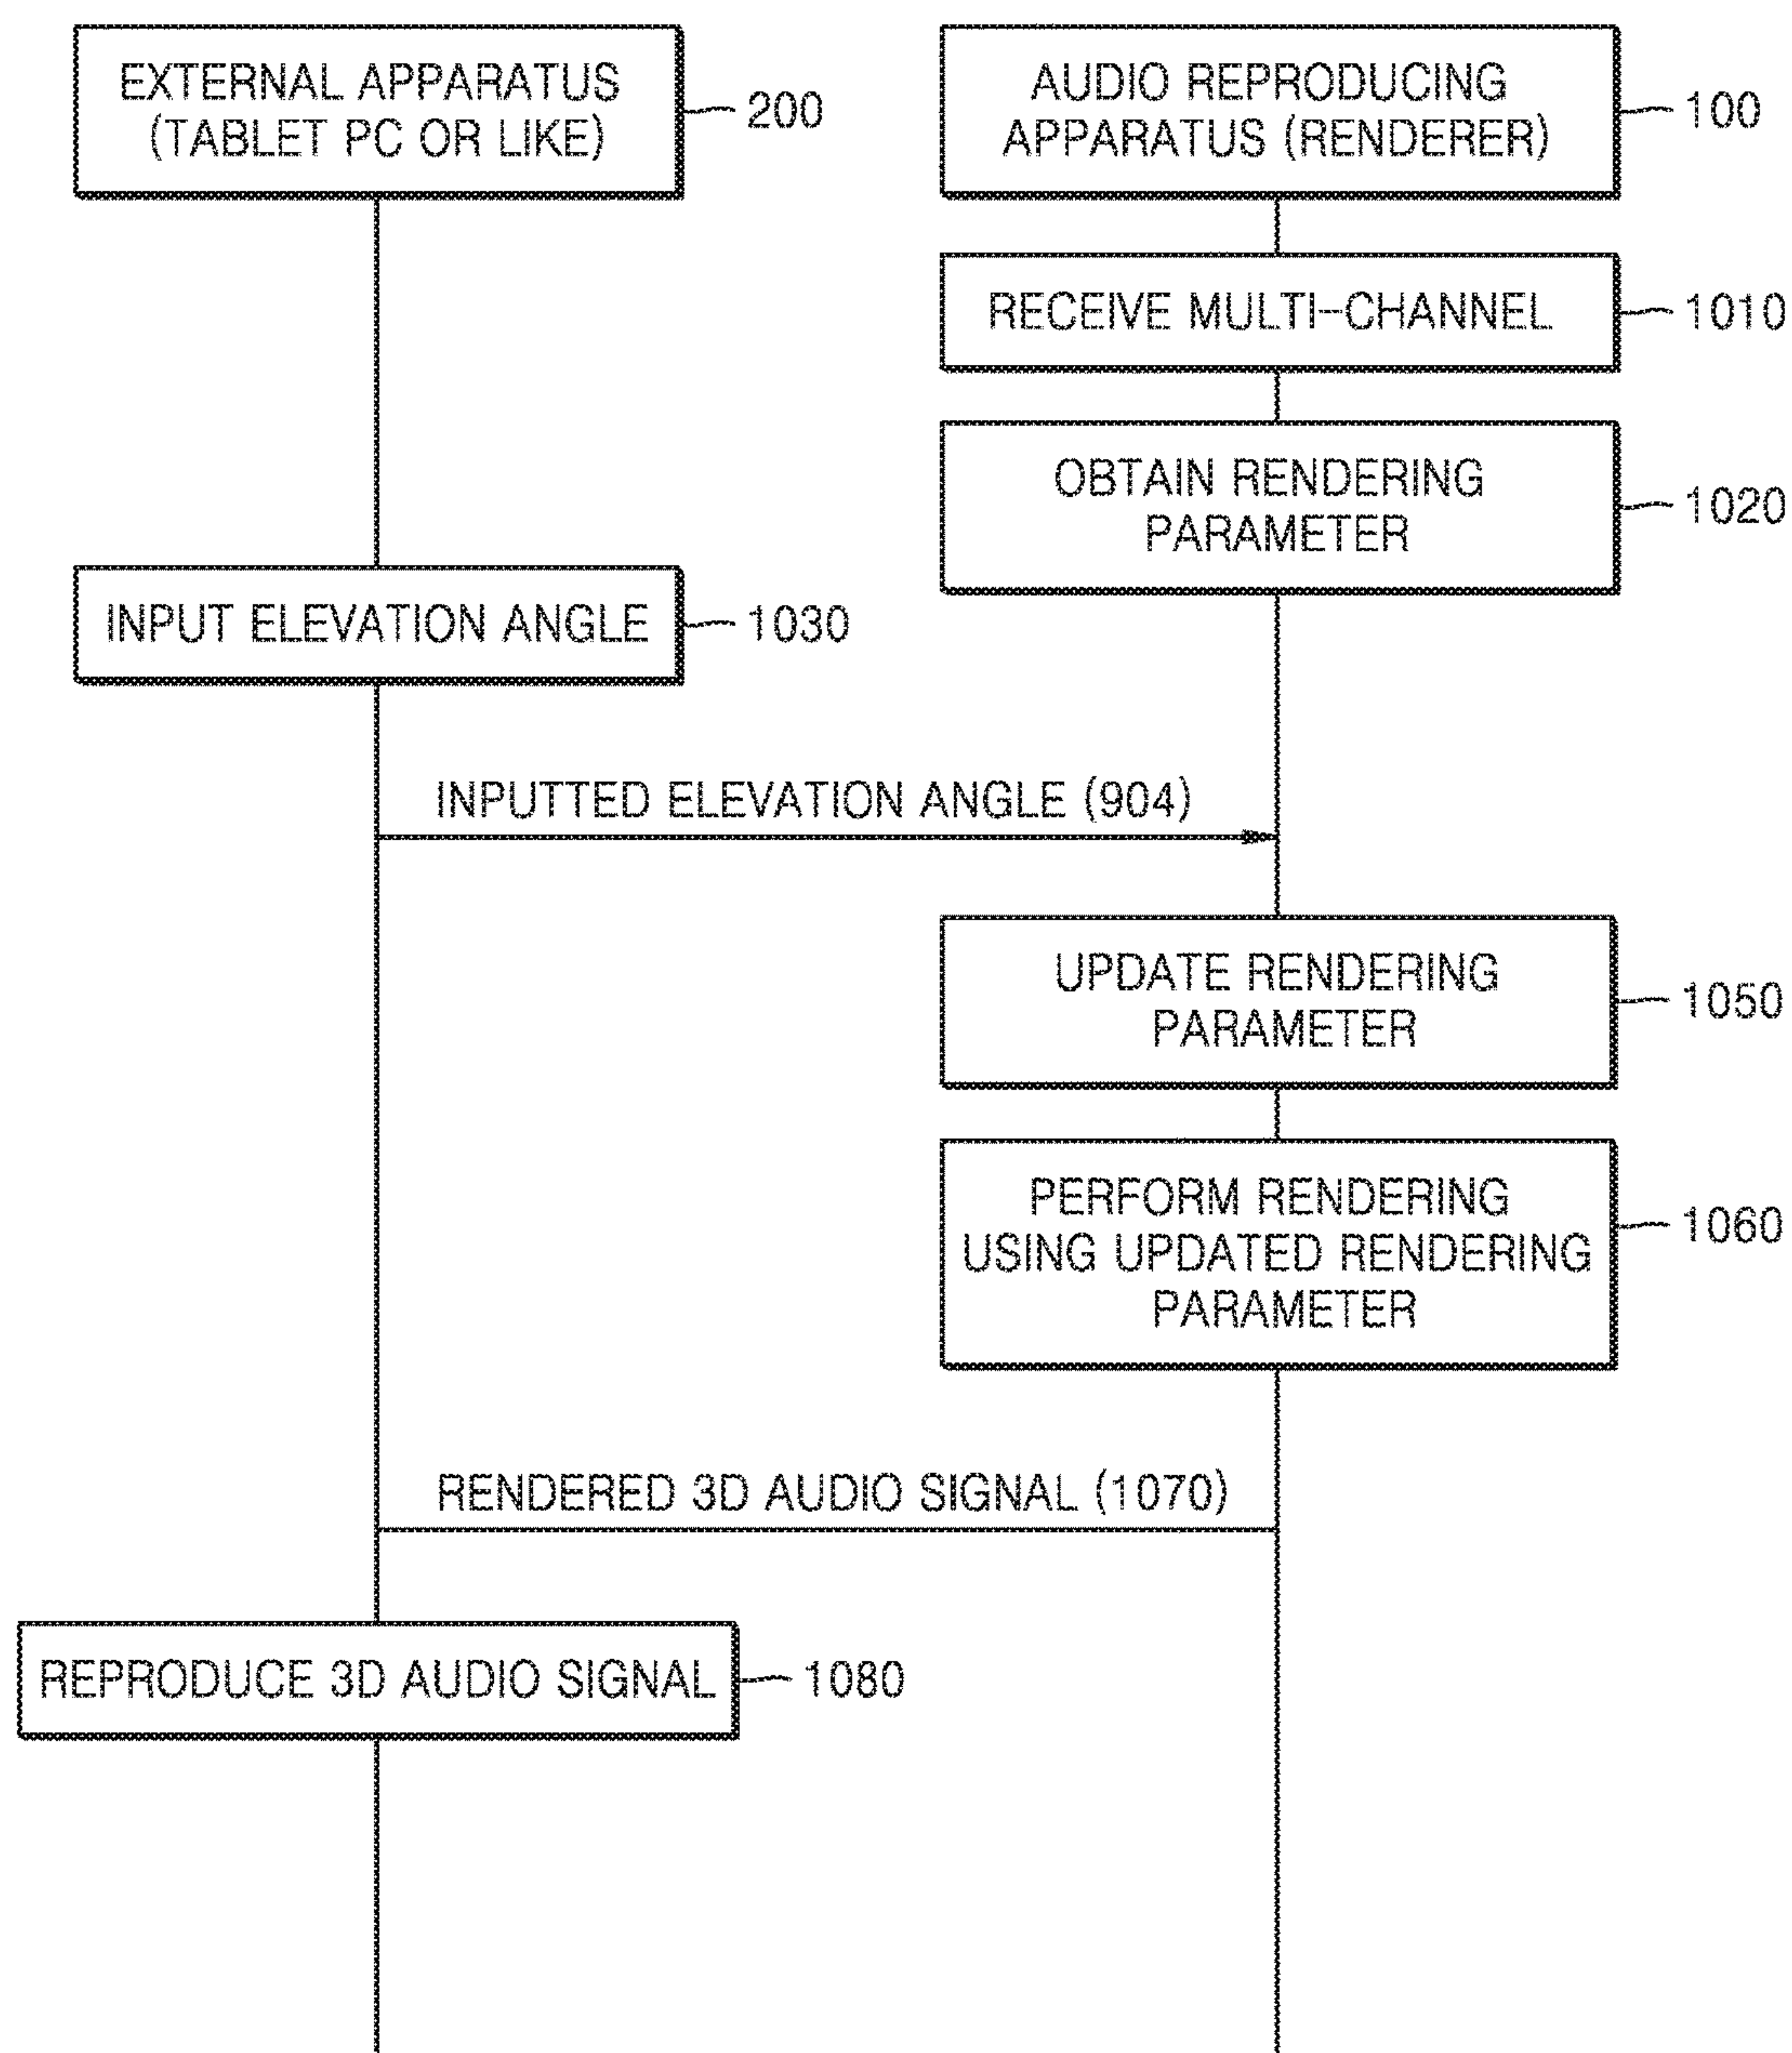 EXTERNAL APPARATUS
(TABLET PC OR LIKE)
200
AUDIO REPRODUCING
APPARATUS (RENDERER)
100
RECEIVE MULTI-CHANNEL
1010
OBTAIN RENDERING
PARAMETER
1020
INPUT ELEVATION ANGLE
1030
INPUTTED ELEVATION ANGLE (904)
UPDATE RENDERING
PARAMETER
1050
PERFORM RENDERING
USING UPDATED RENDERING
PARAMETER
1060
RENDERED 3D AUDIO SIGNAL (1070)
REPRODUCE 3D AUDIO SIGNAL
1080